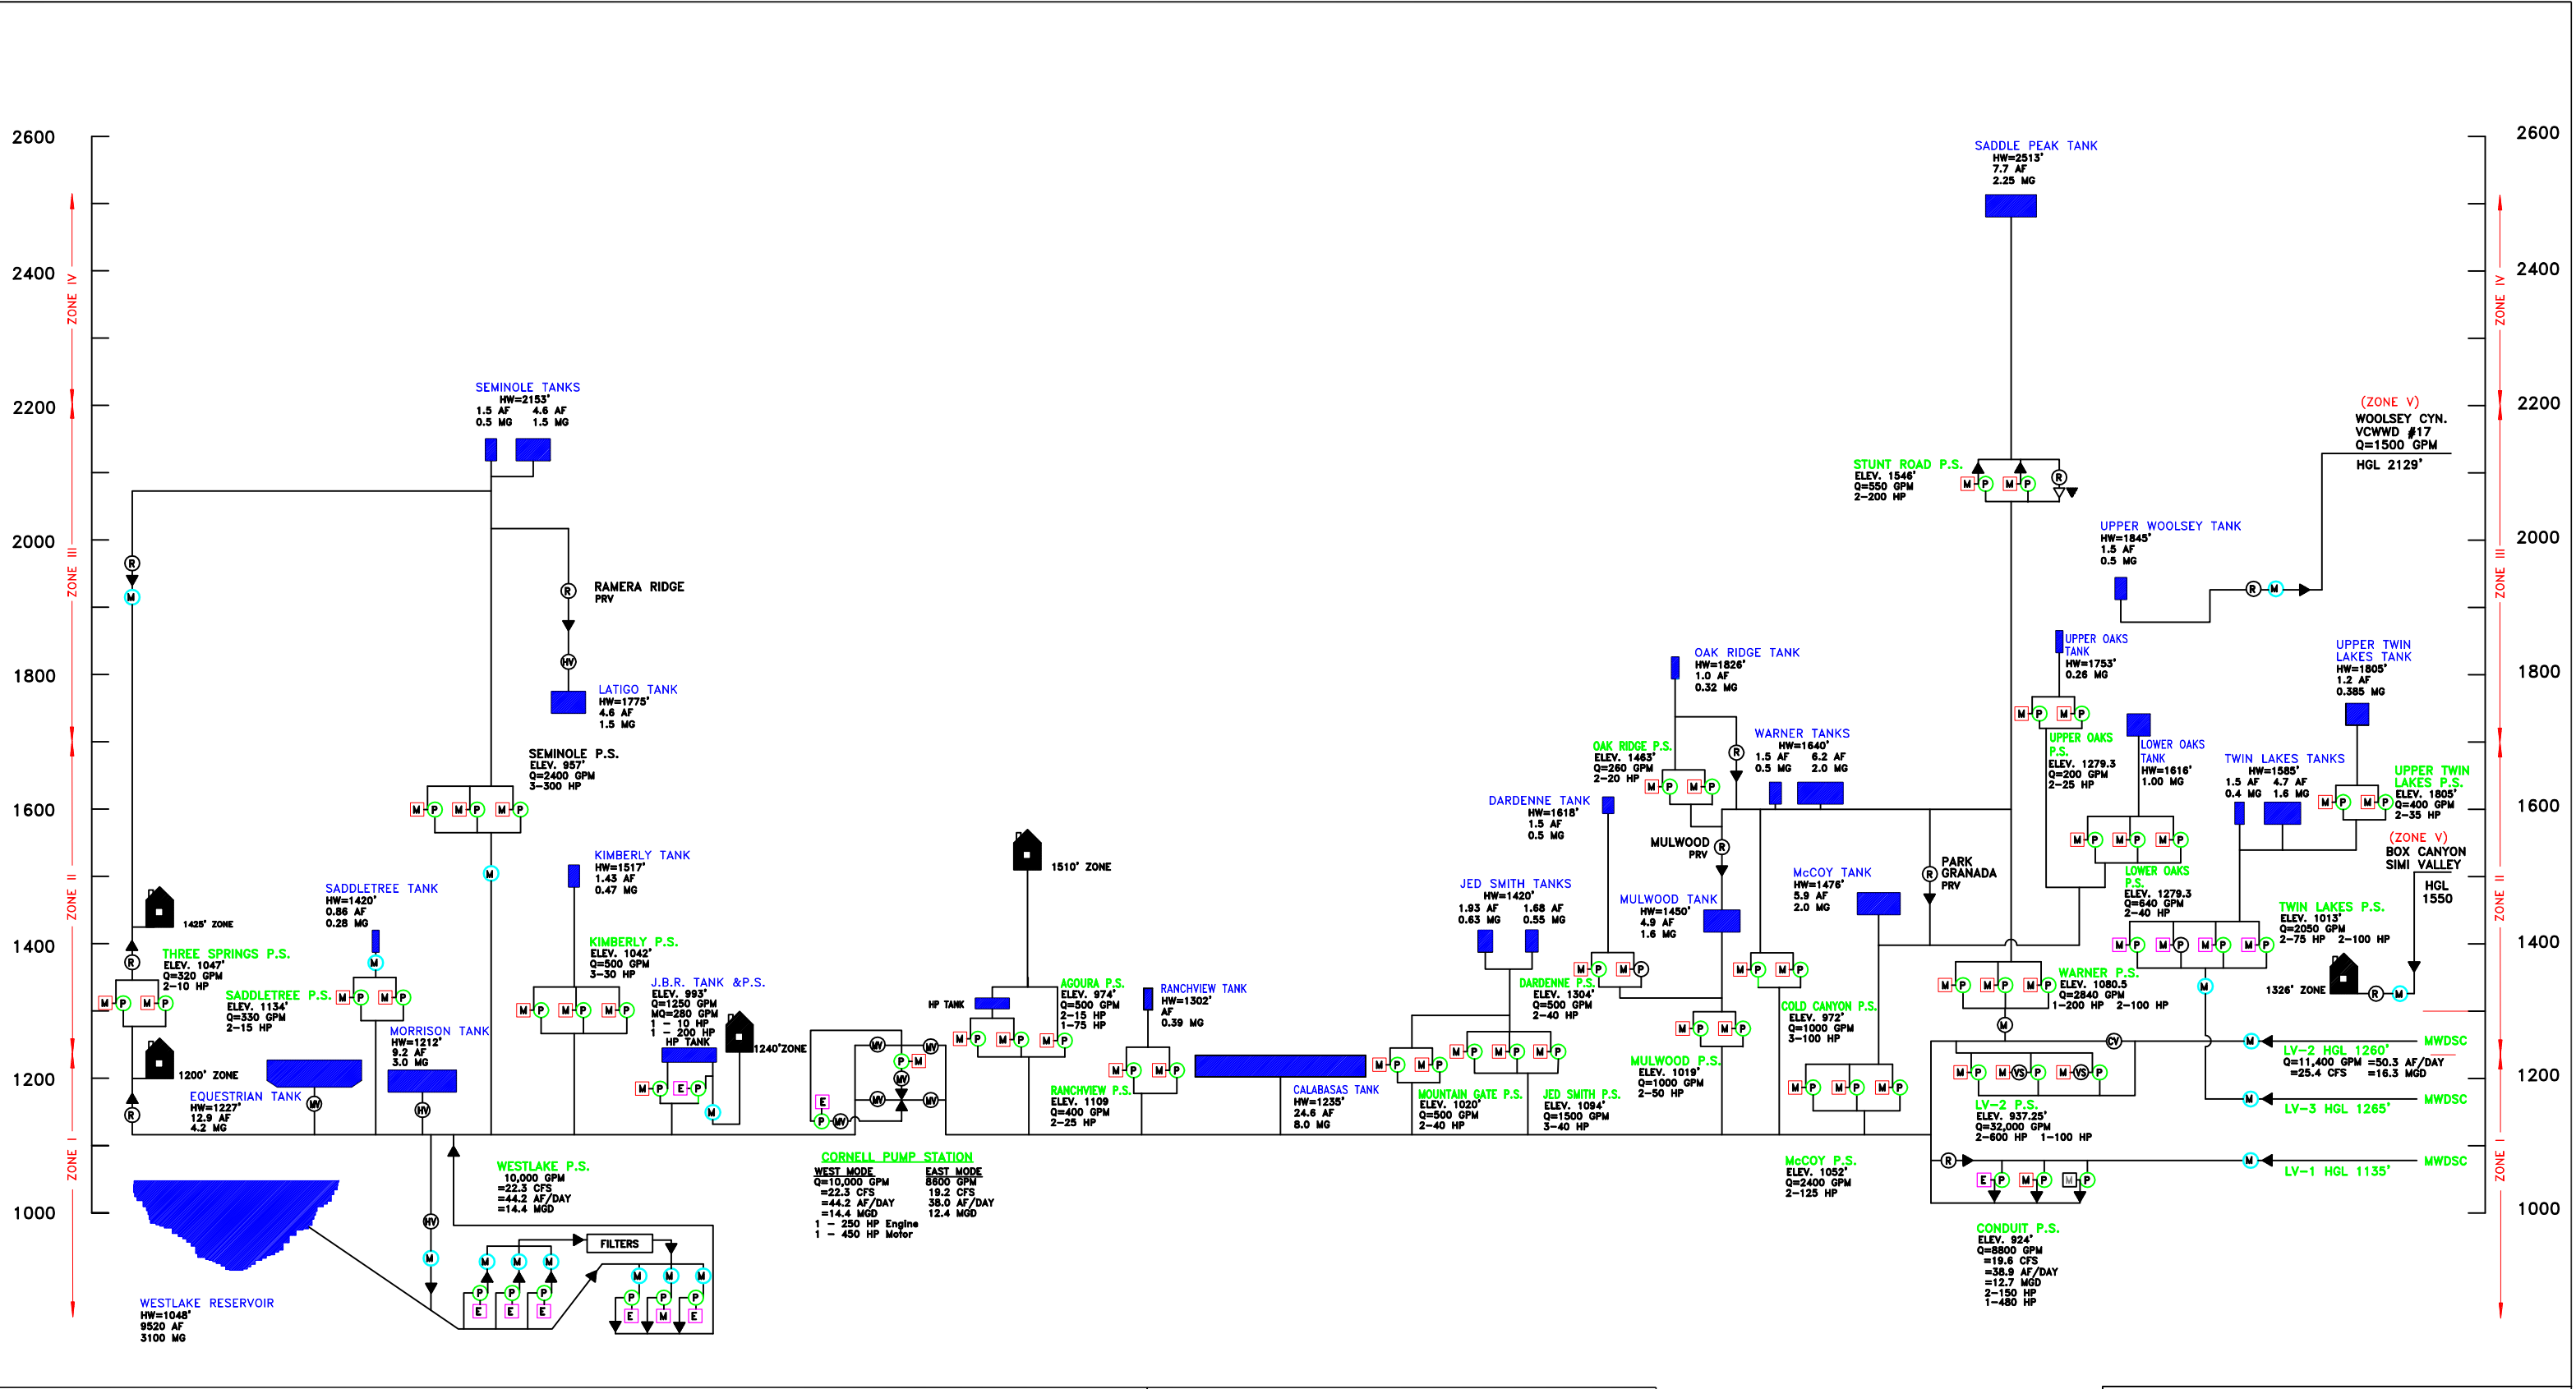 2600
2400
2200
2000
1800
1600
1400
1200
1000
ZONE IV
ZONE III
ZONE II
ZONE I
SEMINOLE TANKS
HW=2153'
1.5 AF 4.6 AF
0.5 MG 1.5 MG
R
M
R
RAMERA RIDGE
PRV
HV
LATIGO TANK
HW=1775'
4.6 AF
1.5 MG
SEMINOLE P.S.
ELEV. 957'
Q=2400 GPM
3-300 HP
M P M P M P
M
1425' ZONE
R
THREE SPRINGS P.S.
ELEV. 1047'
Q=320 GPM
2-10 HP
M P M P
1200' ZONE
R
SADDLETREE TANK
HW=1420'
0.86 AF
0.28 MG
M
SADDLETREE P.S.
ELEV. 1134'
Q=330 GPM
2-15 HP
M P M P
EQUESTRIAN TANK
HW=1227'
12.9 AF
4.2 MG
MV
MORRISON TANK
HW=1212'
9.2 AF
3.0 MG
HV
KIMBERLY TANK
HW=1517'
1.43 AF
0.47 MG
KIMBERLY P.S.
ELEV. 1042'
Q=500 GPM
3-30 HP
M P M P M P
J.B.R. TANK &P.S.
ELEV. 993'
Q=1250 GPM
MQ=280 GPM
1 - 10 HP
1 - 200 HP
HP TANK
M P E P
M
1240'ZONE
WESTLAKE RESERVOIR
HW=1048'
9520 AF
3100 MG
HV
M
WESTLAKE P.S.
10,000 GPM
=22.3 CFS
=44.2 AF/DAY
=14.4 MGD
FILTERS
M M M
P P P
E E E
M M M
P P P
E M E
MV MV
P M
MV
MV MV
E
P MV
CORNELL PUMP STATION
WEST MODE EAST MODE
Q=10,000 GPM 8600 GPM
=22.3 CFS 19.2 CFS
=44.2 AF/DAY 38.0 AF/DAY
=14.4 MGD 12.4 MGD
1 - 250 HP Engine
1 - 450 HP Motor
1510' ZONE
HP TANK
AGOURA P.S.
ELEV. 974'
Q=500 GPM
2-15 HP
1-75 HP
M P M P M P
RANCHVIEW TANK
HW=1302'
AF
0.39 MG
M P M P
RANCHVIEW P.S.
ELEV. 1109
Q=400 GPM
2-25 HP
CALABASAS TANK
HW=1235'
24.6 AF
8.0 MG
JED SMITH TANKS
HW=1420'
1.93 AF 1.68 AF
0.63 MG 0.55 MG
M P M P
MOUNTAIN GATE P.S.
ELEV. 1020'
Q=500 GPM
2-40 HP
M P M P M P
JED SMITH P.S.
ELEV. 1094'
Q=1500 GPM
3-40 HP
DARDENNE TANK
HW=1618'
1.5 AF
0.5 MG
M P M P
DARDENNE P.S.
ELEV. 1304'
Q=500 GPM
2-40 HP
OAK RIDGE TANK
HW=1826'
1.0 AF
0.32 MG
R
OAK RIDGE P.S.
ELEV. 1463'
Q=260 GPM
2-20 HP
M P M P
WARNER TANKS
HW=1640'
1.5 AF 6.2 AF
0.5 MG 2.0 MG
MULWOOD
PRV
R
MULWOOD TANK
HW=1450'
4.9 AF
1.6 MG
M P M P
MULWOOD P.S.
ELEV. 1019'
Q=1000 GPM
2-50 HP
M P M P
COLD CANYON P.S.
ELEV. 972'
Q=1000 GPM
3-100 HP
McCOY TANK
HW=1476'
5.9 AF
2.0 MG
M P M P M P
McCOY P.S.
ELEV. 1052'
Q=2400 GPM
2-125 HP
R
PARK
GRANADA
PRV
SADDLE PEAK TANK
HW=2513'
7.7 AF
2.25 MG
STUNT ROAD P.S.
ELEV. 1546'
Q=550 GPM
2-200 HP
M P M P
R
UPPER WOOLSEY TANK
HW=1845'
1.5 AF
0.5 MG
R M
(ZONE V)
WOOLSEY CYN.
VCWWD #17
Q=1500 GPM
HGL 2129'
UPPER OAKS
TANK
HW=1753'
0.26 MG
M P M P
UPPER OAKS
P.S.
ELEV. 1279.3
Q=200 GPM
2-25 HP
LOWER OAKS
TANK
HW=1616'
1.00 MG
M P M P M P
LOWER OAKS
P.S.
ELEV. 1279.3
Q=640 GPM
2-40 HP
TWIN LAKES TANKS
HW=1585'
1.5 AF 4.7 AF
0.4 MG 1.6 MG
UPPER TWIN
LAKES TANK
HW=1805'
1.2 AF
0.385 MG
M P M P
UPPER TWIN
LAKES P.S.
ELEV. 1805'
Q=400 GPM
2-35 HP
(ZONE V)
BOX CANYON
SIMI VALLEY
HGL
1550
TWIN LAKES P.S.
ELEV. 1013'
Q=2050 GPM
2-75 HP 2-100 HP
M P M P M P M P
M
1326' ZONE
R M
M P M P M P
WARNER P.S.
ELEV. 1080.5
Q=2840 GPM
1-200 HP 2-100 HP
M
CV
M
MWDSC
LV-2 HGL 1260'
Q=11,400 GPM =50.3 AF/DAY
=25.4 CFS =16.3 MGD
M P M VS P M VS P
LV-2 P.S.
ELEV. 937.25'
Q=32,000 GPM
2-600 HP 1-100 HP
M
MWDSC
LV-3 HGL 1265'
R
M
MWDSC
LV-1 HGL 1135'
E P M P M P
CONDUIT P.S.
ELEV. 924'
Q=8800 GPM
=19.6 CFS
=38.9 AF/DAY
=12.7 MGD
2-150 HP
1-480 HP
2600
2400
2200
2000
1800
1600
1400
1200
1000
ZONE IV
ZONE III
ZONE II
ZONE I